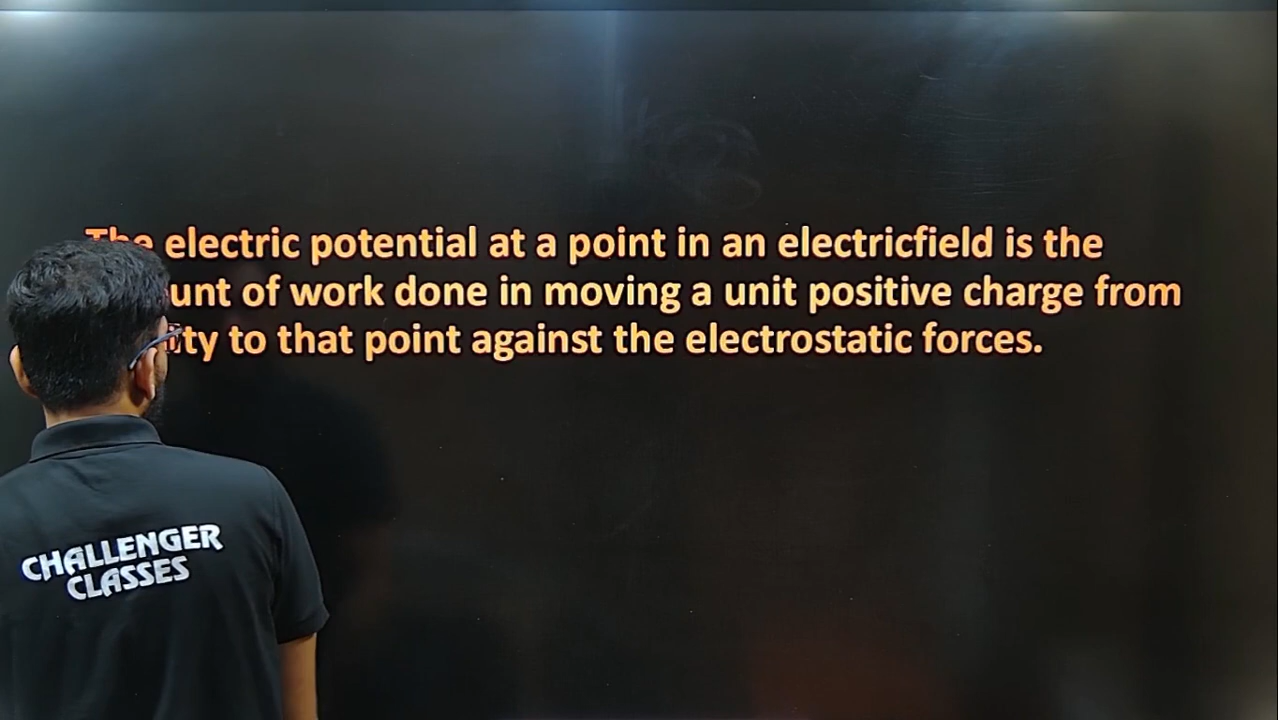 The electric potential at a point in an electricfield is the
unt of work done in moving a unit positive charge from
ity to that point against the electrostatic forces.
CHALLENGER
CLASSES